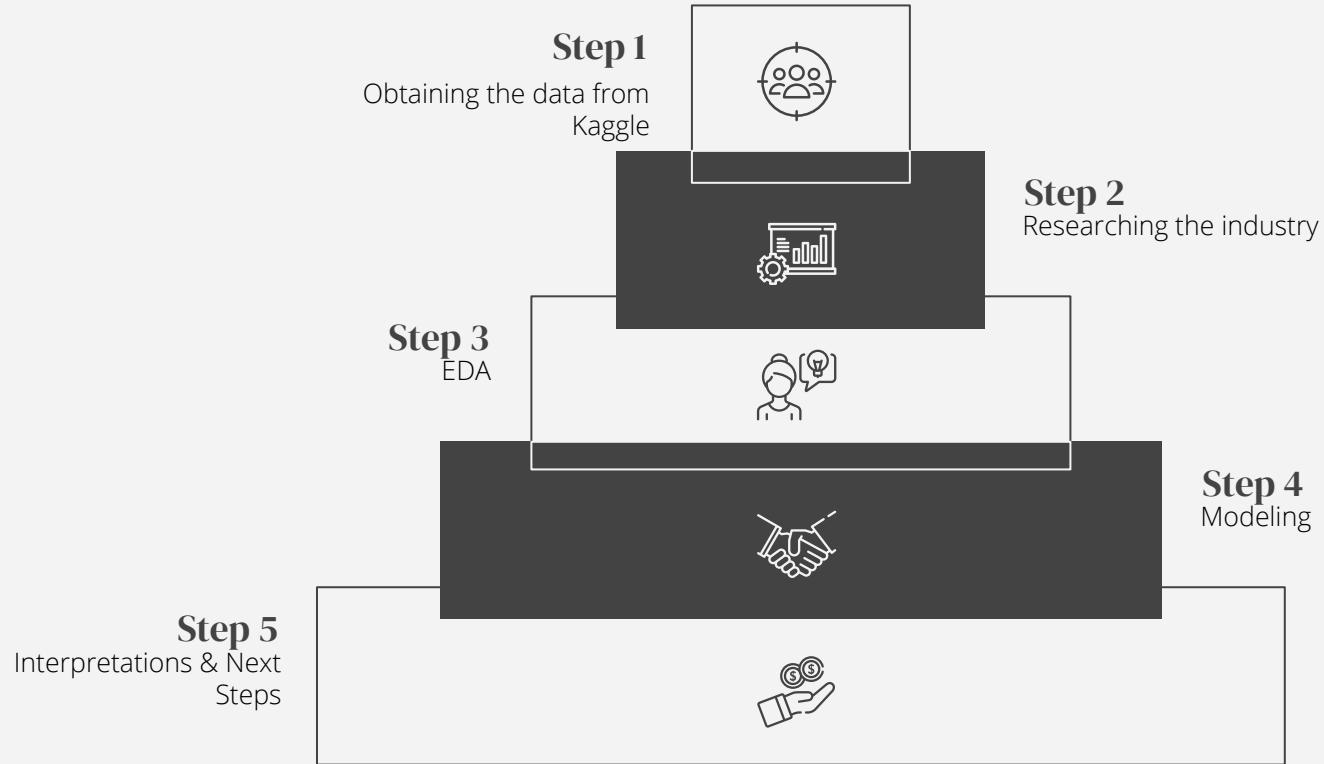 Step 1
Obtaining the data from
Kaggle
Step 2
Researching the industry
Step 3
EDA
Step 4
Modeling
Step 5
Interpretations & Next
Steps